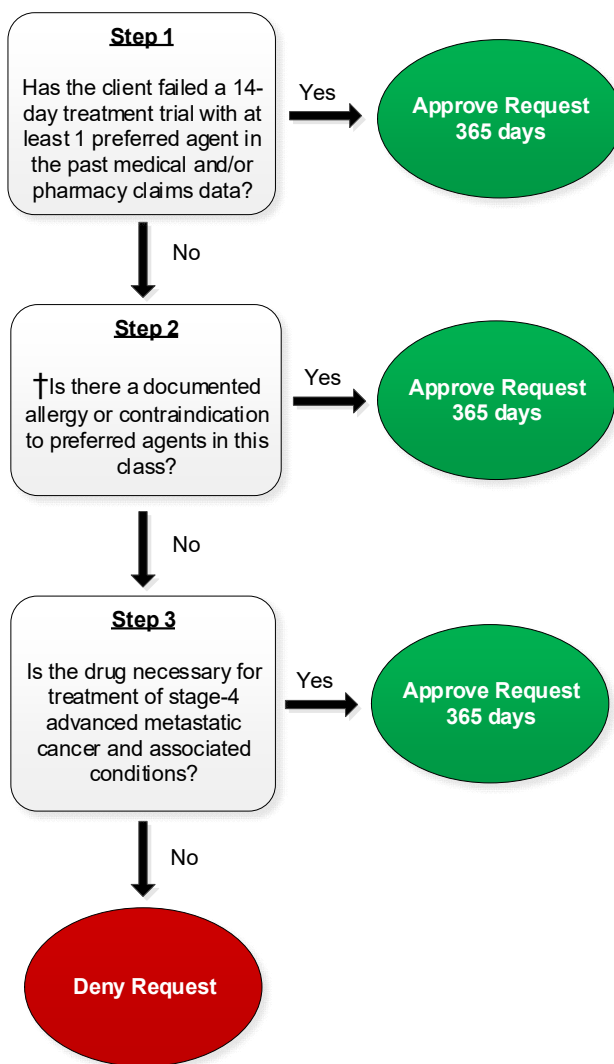 Step 1
Has the client failed a 14-
day treatment trial with at
least 1 preferred agent in
the past medical and/or
pharmacy claims data?
Yes
Approve Request
365 days
No
Step 2
†Is there a documented
allergy or contraindication
to preferred agents in this
class?
Yes
Approve Request
365 days
No
Step 3
Is the drug necessary for
treatment of stage-4
advanced metastatic
cancer and associated
conditions?
Yes
Approve Request
365 days
No
Deny Request